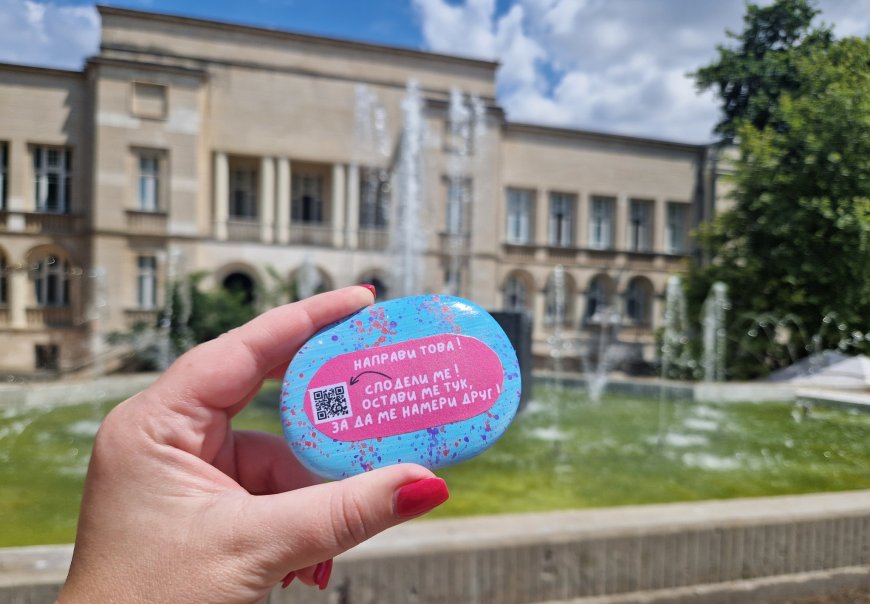 НАПРАВИ ТОВА!
СПОДЕЛИ МЕ!
ОСТАВИ МЕ ТУК,
ЗА ДА МЕ НАМЕРИ ДРУГ!